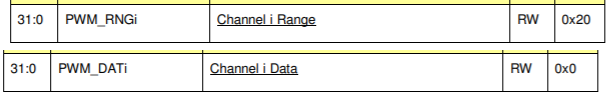 31:0 PWM_RNGi Channel i Range RW 0x20
31:0 PWM_DATi Channel i Data RW 0x0